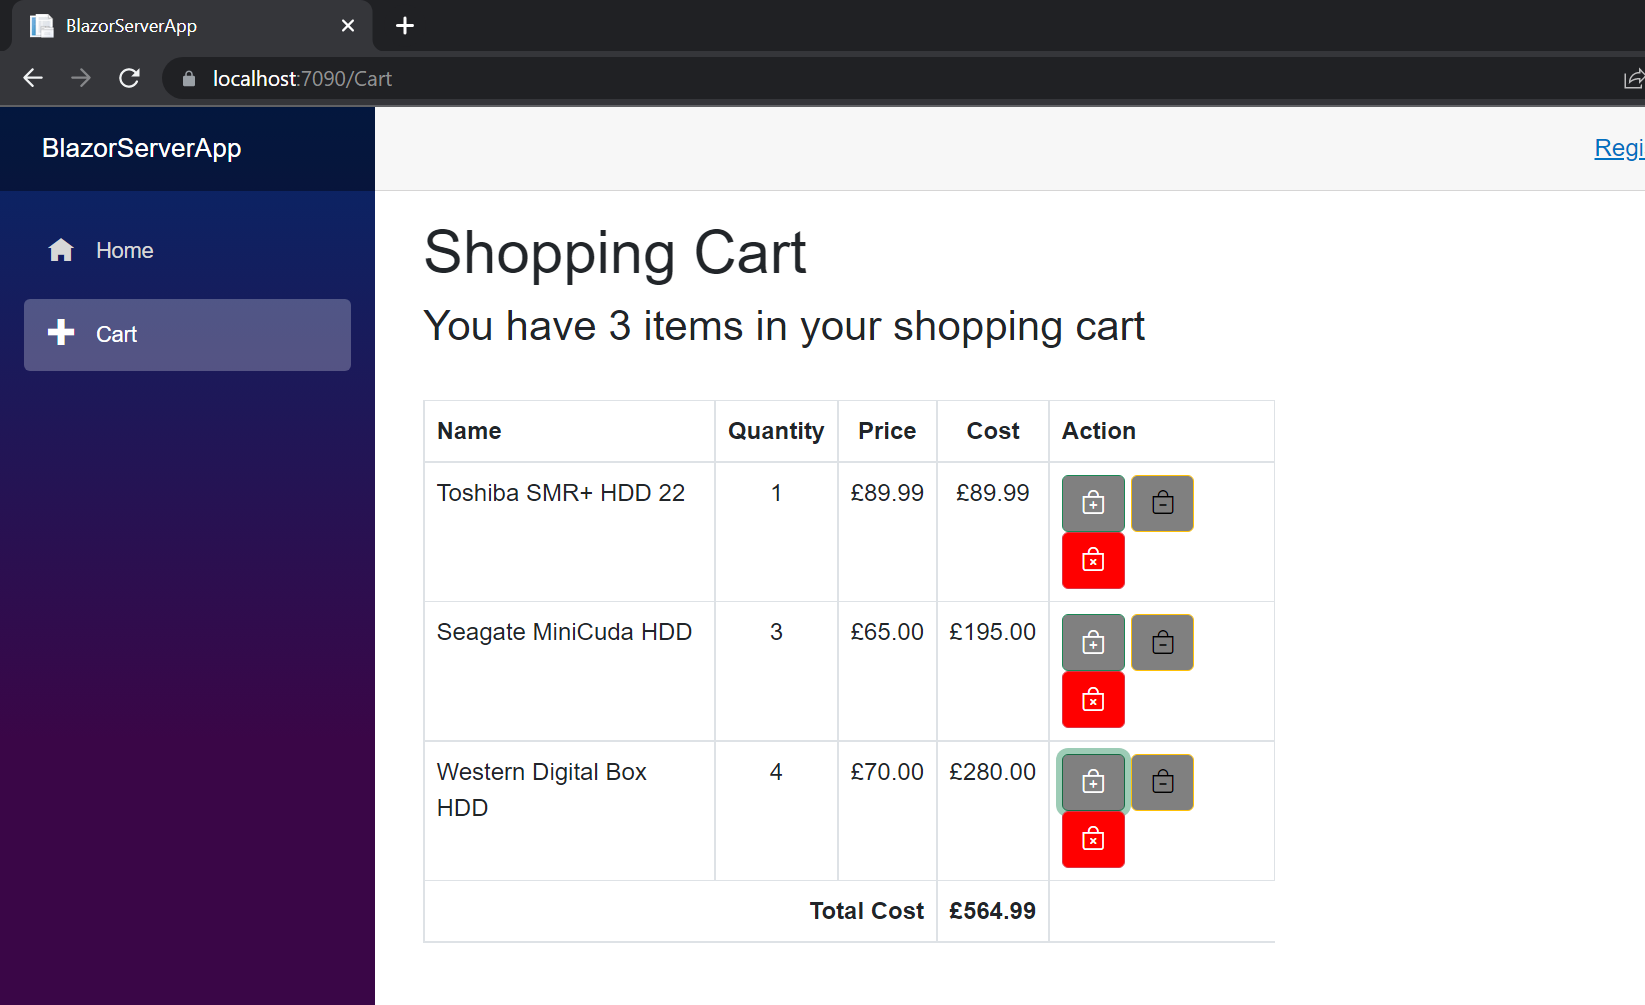 BlazorServerApp
localhost:7090/Cart
BlazorServerApp
Regi
Home
Cart
Shopping Cart
You have 3 items in your shopping cart
Name Quantity Price Cost Action
Toshiba SMR+ HDD 22 1 £89.99 £89.99
Seagate MiniCuda HDD 3 £65.00 £195.00
Western Digital Box 4 £70.00 £280.00
HDD
Total Cost £564.99